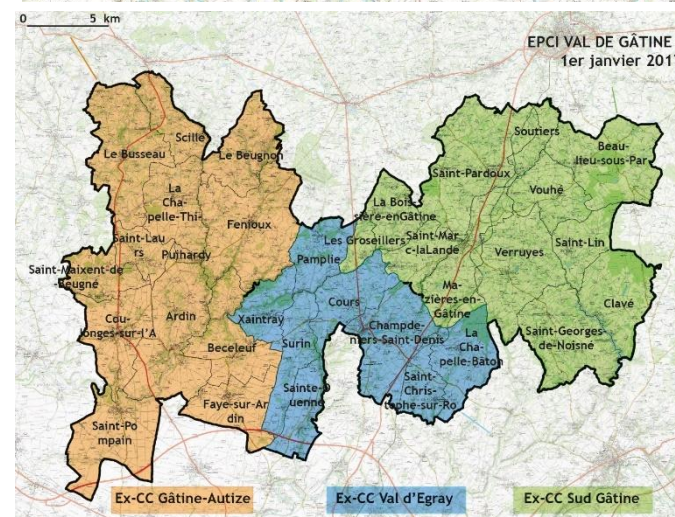 0 5 km
EPCI VAL DE GÂTINE
1er janvier 201
Soutiers
Scillé
Beau-
lieu-sous-Par
Le Busseau
Le Beugnon
Saint-Pardoux
La
Cha-
pelle-Thi-
Vouhé
La Bois
sière-enGâtine
Fenioux
Saint-Lau
rs
Les Groseillers
Saint-Mar
c-laLande
Saint-Lin
Puihardy
Pamplie
Verruyes
Saint-Maixent-de
-Beugné
Ma-
zières-en-
Gâtine
Clavé
Cours
Cou-
longes-sur-l'A
Ardin
Xaintray
Champde-
niers-Saint-Denis
La
Cha-
pelle-Bâton
Saint-Georges-
de-Noisné
Surin
Beceleuf
Saint-
Chris-
tophe-sur-Ro
Sainte-O
uenne
Faye-sur-Ar
din
Saint-Po
mpain
Ex-CC Gâtine-Autize
Ex-CC Val d'Egray
Ex-CC Sud Gâtine